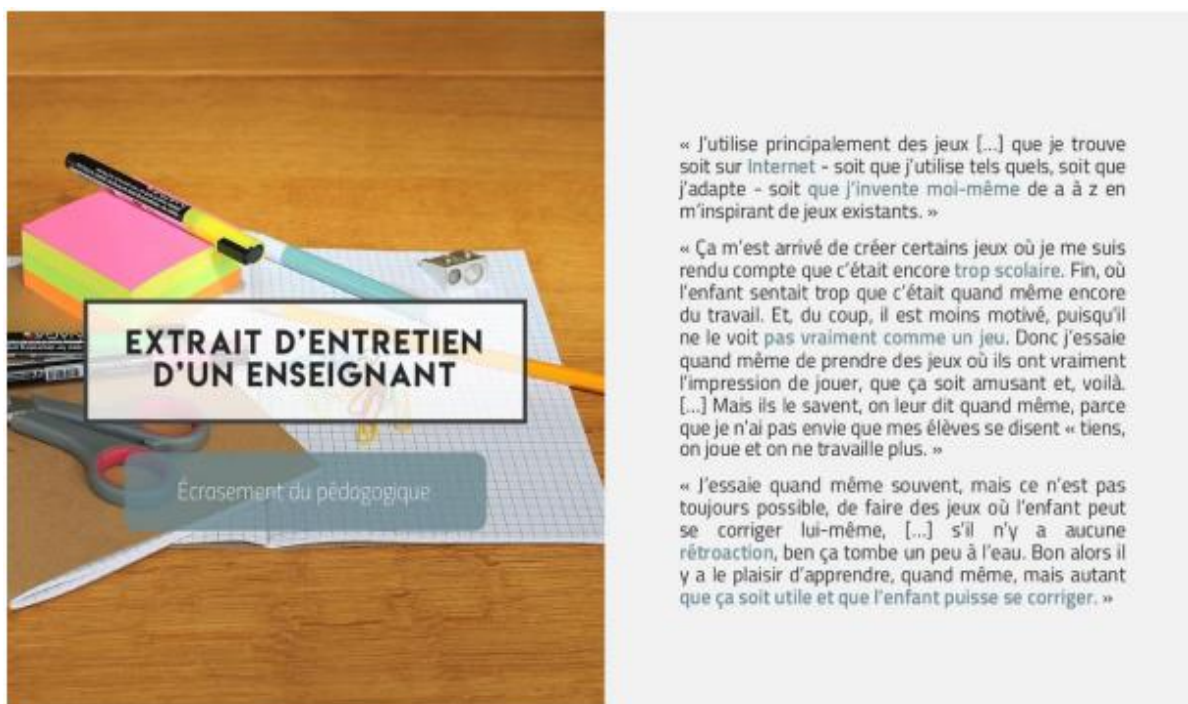 EXTRAIT D'ENTRETIEN
D'UN ENSEIGNANT
Écrasement du pédagogique
« J'utilise principalement des jeux [...] que je trouve
soit sur Internet - soit que j'utilise tels quels, soit que
j'adapte - soit que j'invente moi-même de a à z en
m'inspirant de jeux existants. »
« Ça m'est arrivé de créer certains jeux où je me suis
rendu compte que c'était encore trop scolaire. Fin, où
l'enfant sentait trop que c'était quand même encore
du travail. Et, du coup, il est moins motivé, puisqu'il
ne le voit pas vraiment comme un jeu. Donc j'essaie
quand même de prendre des jeux où ils ont vraiment
l'impression de jouer, que ça soit amusant et, voilà.
[...] Mais ils le savent, on leur dit quand même, parce
que je n'ai pas envie que mes élèves se disent « tiens,
on joue et on ne travaille plus. »
« J'essaie quand même souvent, mais ce n'est pas
toujours possible, de faire des jeux où l'enfant peut
se corriger lui-même, [...] s'il n'y a aucune
rétroaction, ben ça tombe un peu à l'eau. Bon alors il
y a le plaisir d'apprendre, quand même, mais autant
que ça soit utile et que l'enfant puisse se corriger. »